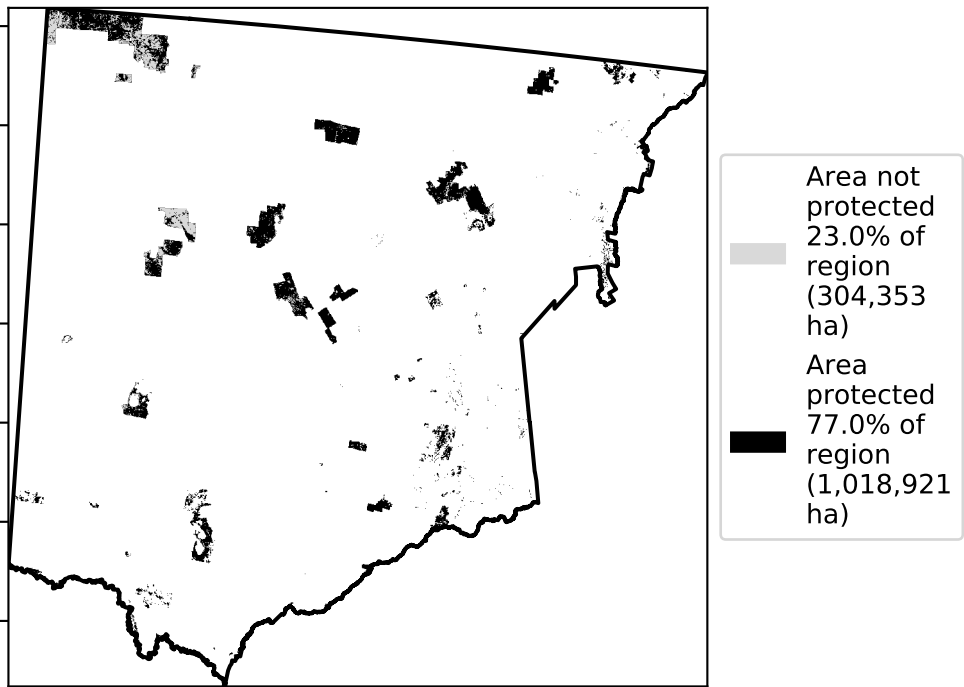 Area not
protected
23.0% of
region
(304,353
ha)
Area
protected
77.0% of
region
(1,018,921
ha)